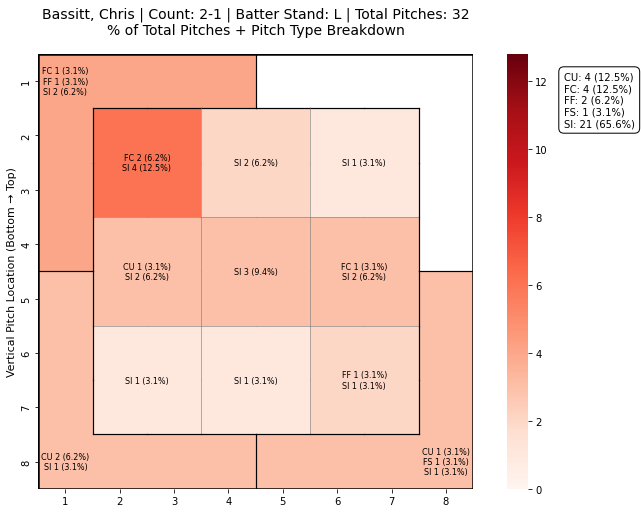 Bassitt, Chris | Count: 2-1 | Batter Stand: L | Total Pitches: 32
% of Total Pitches + Pitch Type Breakdown
FC 1 (3.1%)
FF 1 (3.1%)
SI 2 (6.2%)
FC 2 (6.2%)
SI 4 (12.5%)
SI 2 (6.2%)
SI 1 (3.1%)
CU 1 (3.1%)
SI 2 (6.2%)
SI 3 (9.4%)
FC 1 (3.1%)
SI 2 (6.2%)
SI 1 (3.1%)
SI 1 (3.1%)
FF 1 (3.1%)
SI 1 (3.1%)
CU 2 (6.2%)
SI 1 (3.1%)
CU 1 (3.1%)
FS 1 (3.1%)
SI 1 (3.1%)
Vertical Pitch Location (Bottom → Top)
1
2
3
4
5
6
7
8
1 2 3 4 5 6 7 8
12
10
8
6
4
2
0
CU: 4 (12.5%)
FC: 4 (12.5%)
FF: 2 (6.2%)
FS: 1 (3.1%)
SI: 21 (65.6%)